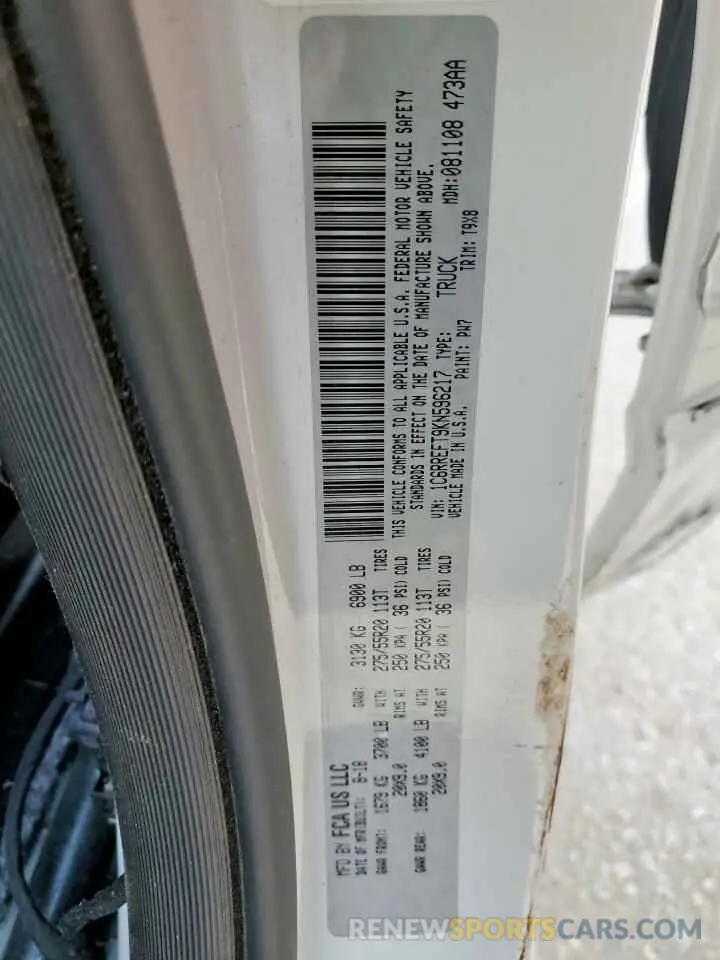 MFD BY FCA US LLC
DATE OF MFR(BUILT): 8-18 GVWR: 3130 KG 6900 LB
GAWR FRONT: 1679 KG 3700 LB WITH 275/55R20 113T TIRES
20X9.0 RIMS AT 250 KPA ( 36 PSI) COLD
GAWR REAR: 1860 KG 4100 LB WITH 275/55R20 113T TIRES
20X9.0 RIMS AT 250 KPA ( 36 PSI) COLD
THIS VEHICLE CONFORMS TO ALL APPLICABLE U.S.A. FEDERAL MOTOR VEHICLE SAFETY
STANDARDS IN EFFECT ON THE DATE OF MANUFACTURE SHOWN ABOVE.
VIN: 1C6RREFT9KN596217 TYPE: TRUCK MDH:081108 473AA
VEHICLE MADE IN U.S.A. PAINT: PW7 TRIM: T9X8
RENEWSPORTSCARS.COM